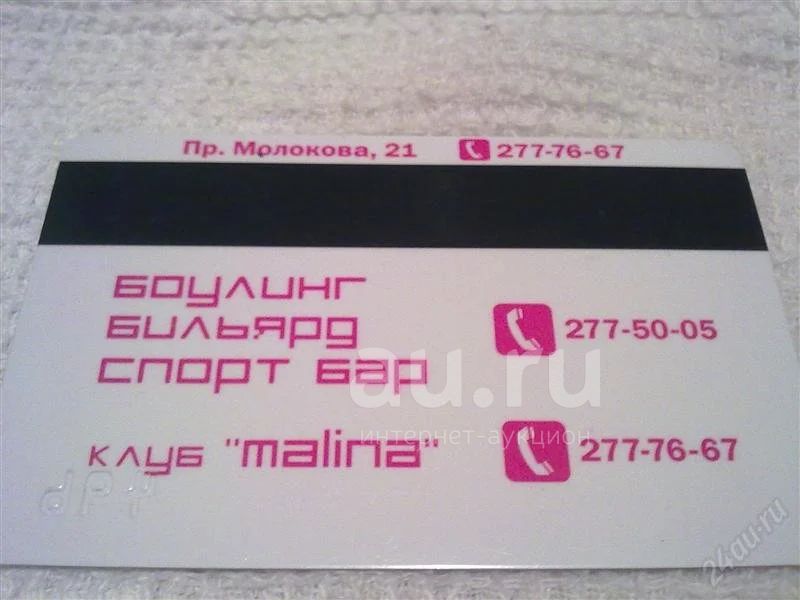 Пр. Молокова, 21 277-76-67
БОУЛИНГ
БИЛЬЯРД 277-50-05
СПОРТ БАР
au.ru
интернет-аукцион
КЛУБ "malina" 277-76-67
24au.ru